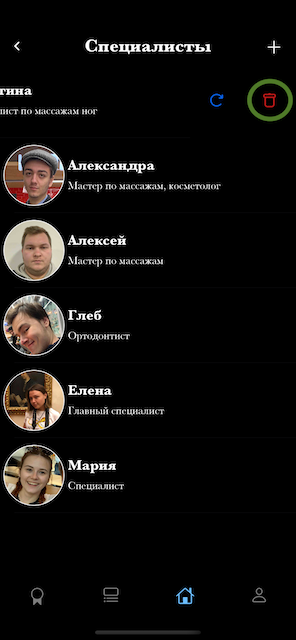 Специалисты
гина
лист по массажам ног
Александра
Мастер по массажам, косметолог
Алексей
Мастер по массажам
Глеб
Ортодонтист
Елена
Главный специалист
Мария
Специалист